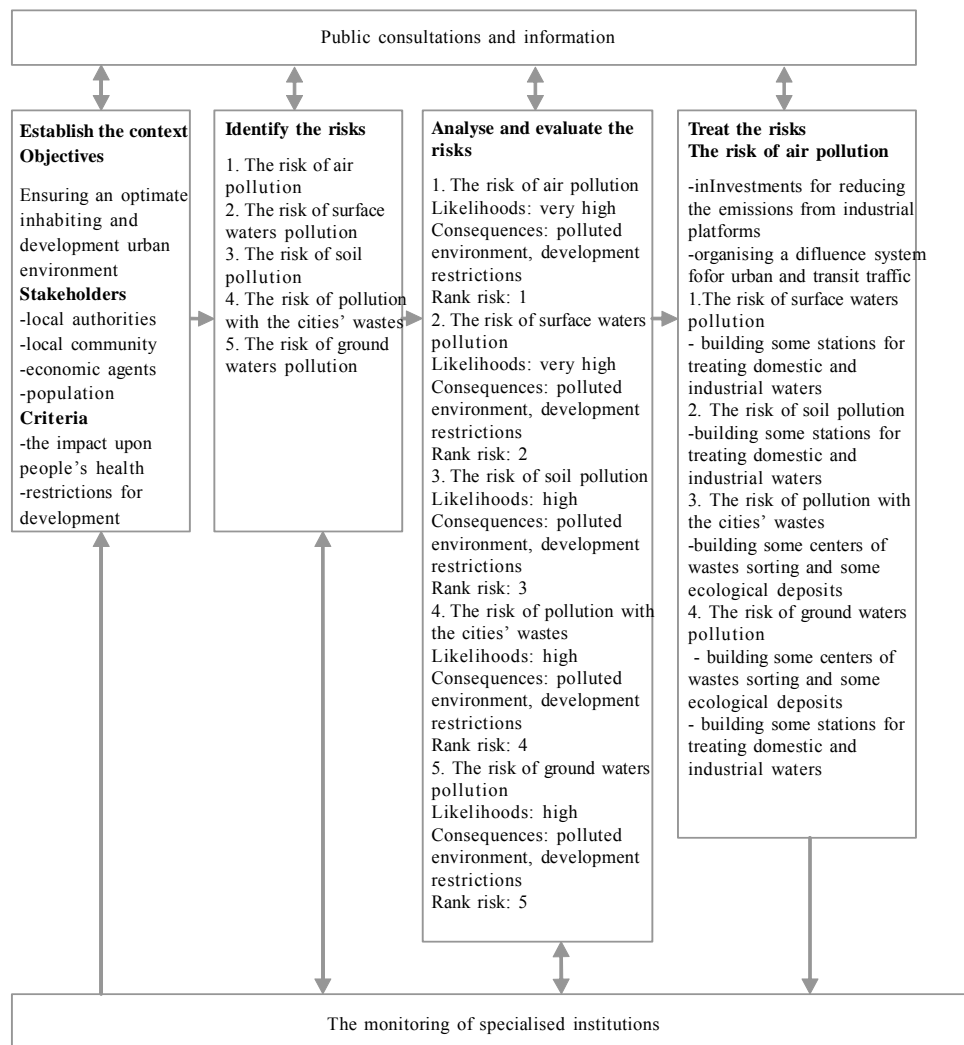 Public consultations and information
Establish the context
Objectives
Ensuring an optimate
inhabiting and
development urban
environment
Stakeholders
-local authorities
-local community
-economic agents
-population
Criteria
-the impact upon
people's health
-restrictions for
development
Identify the risks
1. The risk of air
pollution
2. The risk of surface
waters pollution
3. The risk of soil
pollution
4. The risk of pollution
with the cities' wastes
5. The risk of ground
waters pollution
Analyse and evaluate the
risks
1. The risk of air pollution
Likelihoods: very high
Consequences: polluted
environment, development
restrictions
Rank risk: 1
2. The risk of surface waters
pollution
Likelihoods: very high
Consequences: polluted
environment, development
restrictions
Rank risk: 2
3. The risk of soil pollution
Likelihoods: high
Consequences: polluted
environment, development
restrictions
Rank risk: 3
4. The risk of pollution with
the cities' wastes
Likelihoods: high
Consequences: polluted
environment, development
restrictions
Rank risk: 4
5. The risk of ground waters
pollution
Likelihoods: high
Consequences: polluted
environment, development
restrictions
Rank risk: 5
Treat the risks
The risk of air pollution
-inInvestments for reducing
the emissions from industrial
platforms
-organising a difluence system
fofor urban and transit traffic
1.The risk of surface waters
pollution
- building some stations for
treating domestic and
industrial waters
2. The risk of soil pollution
-building some stations for
treating domestic and
industrial waters
3. The risk of pollution with
the cities' wastes
-building some centers of
wastes sorting and some
ecological deposits
4. The risk of ground waters
pollution
- building some centers of
wastes sorting and some
ecological deposits
- building some stations for
treating domestic and
industrial waters
The monitoring of specialised institutions